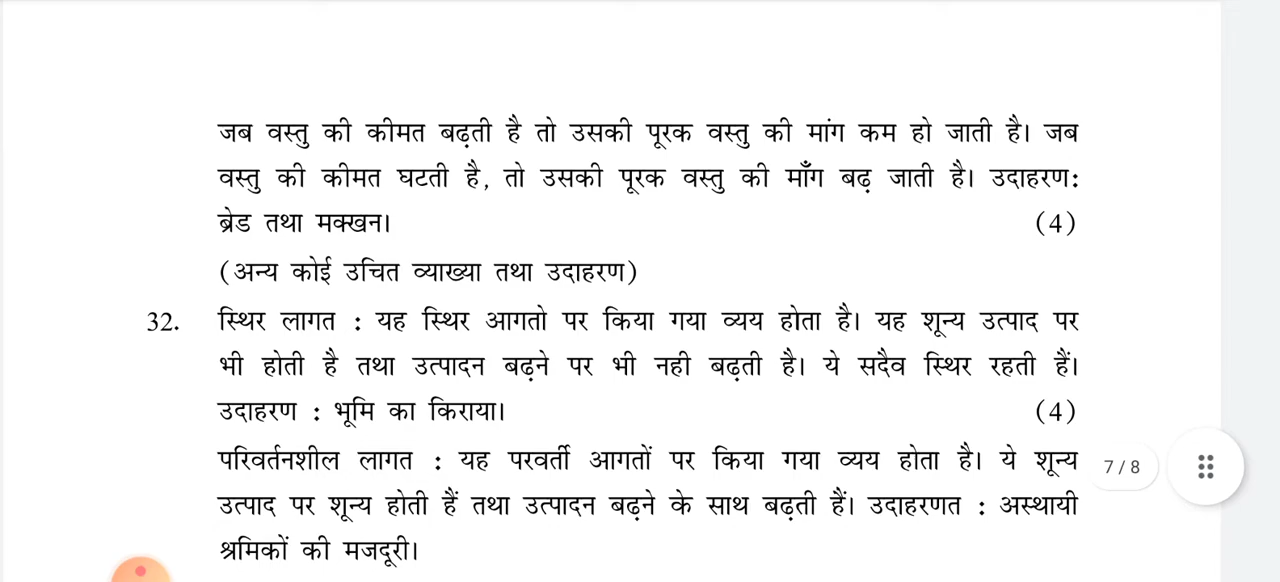 जब वस्तु की कीमत बढ़ती है तो उसकी पूरक वस्तु की मांग कम हो जाती है। जब
वस्तु की कीमत घटती है, तो उसकी पूरक वस्तु की माँग बढ़ जाती है। उदाहरण:
ब्रेड तथा मक्खन। (4)
(अन्य कोई उचित व्याख्या तथा उदाहरण)
32. स्थिर लागत : यह स्थिर आगतो पर किया गया व्यय होता है। यह शून्य उत्पाद पर
भी होती है तथा उत्पादन बढ़ने पर भी नही बढ़ती है। ये सदैव स्थिर रहती हैं।
उदाहरण : भूमि का किराया। (4)
परिवर्तनशील लागत : यह परवर्ती आगतों पर किया गया व्यय होता है। ये शून्य
7 / 8
उत्पाद पर शून्य होती हैं तथा उत्पादन बढ़ने के साथ बढ़ती हैं। उदाहरणत : अस्थायी
श्रमिकों की मजदूरी।